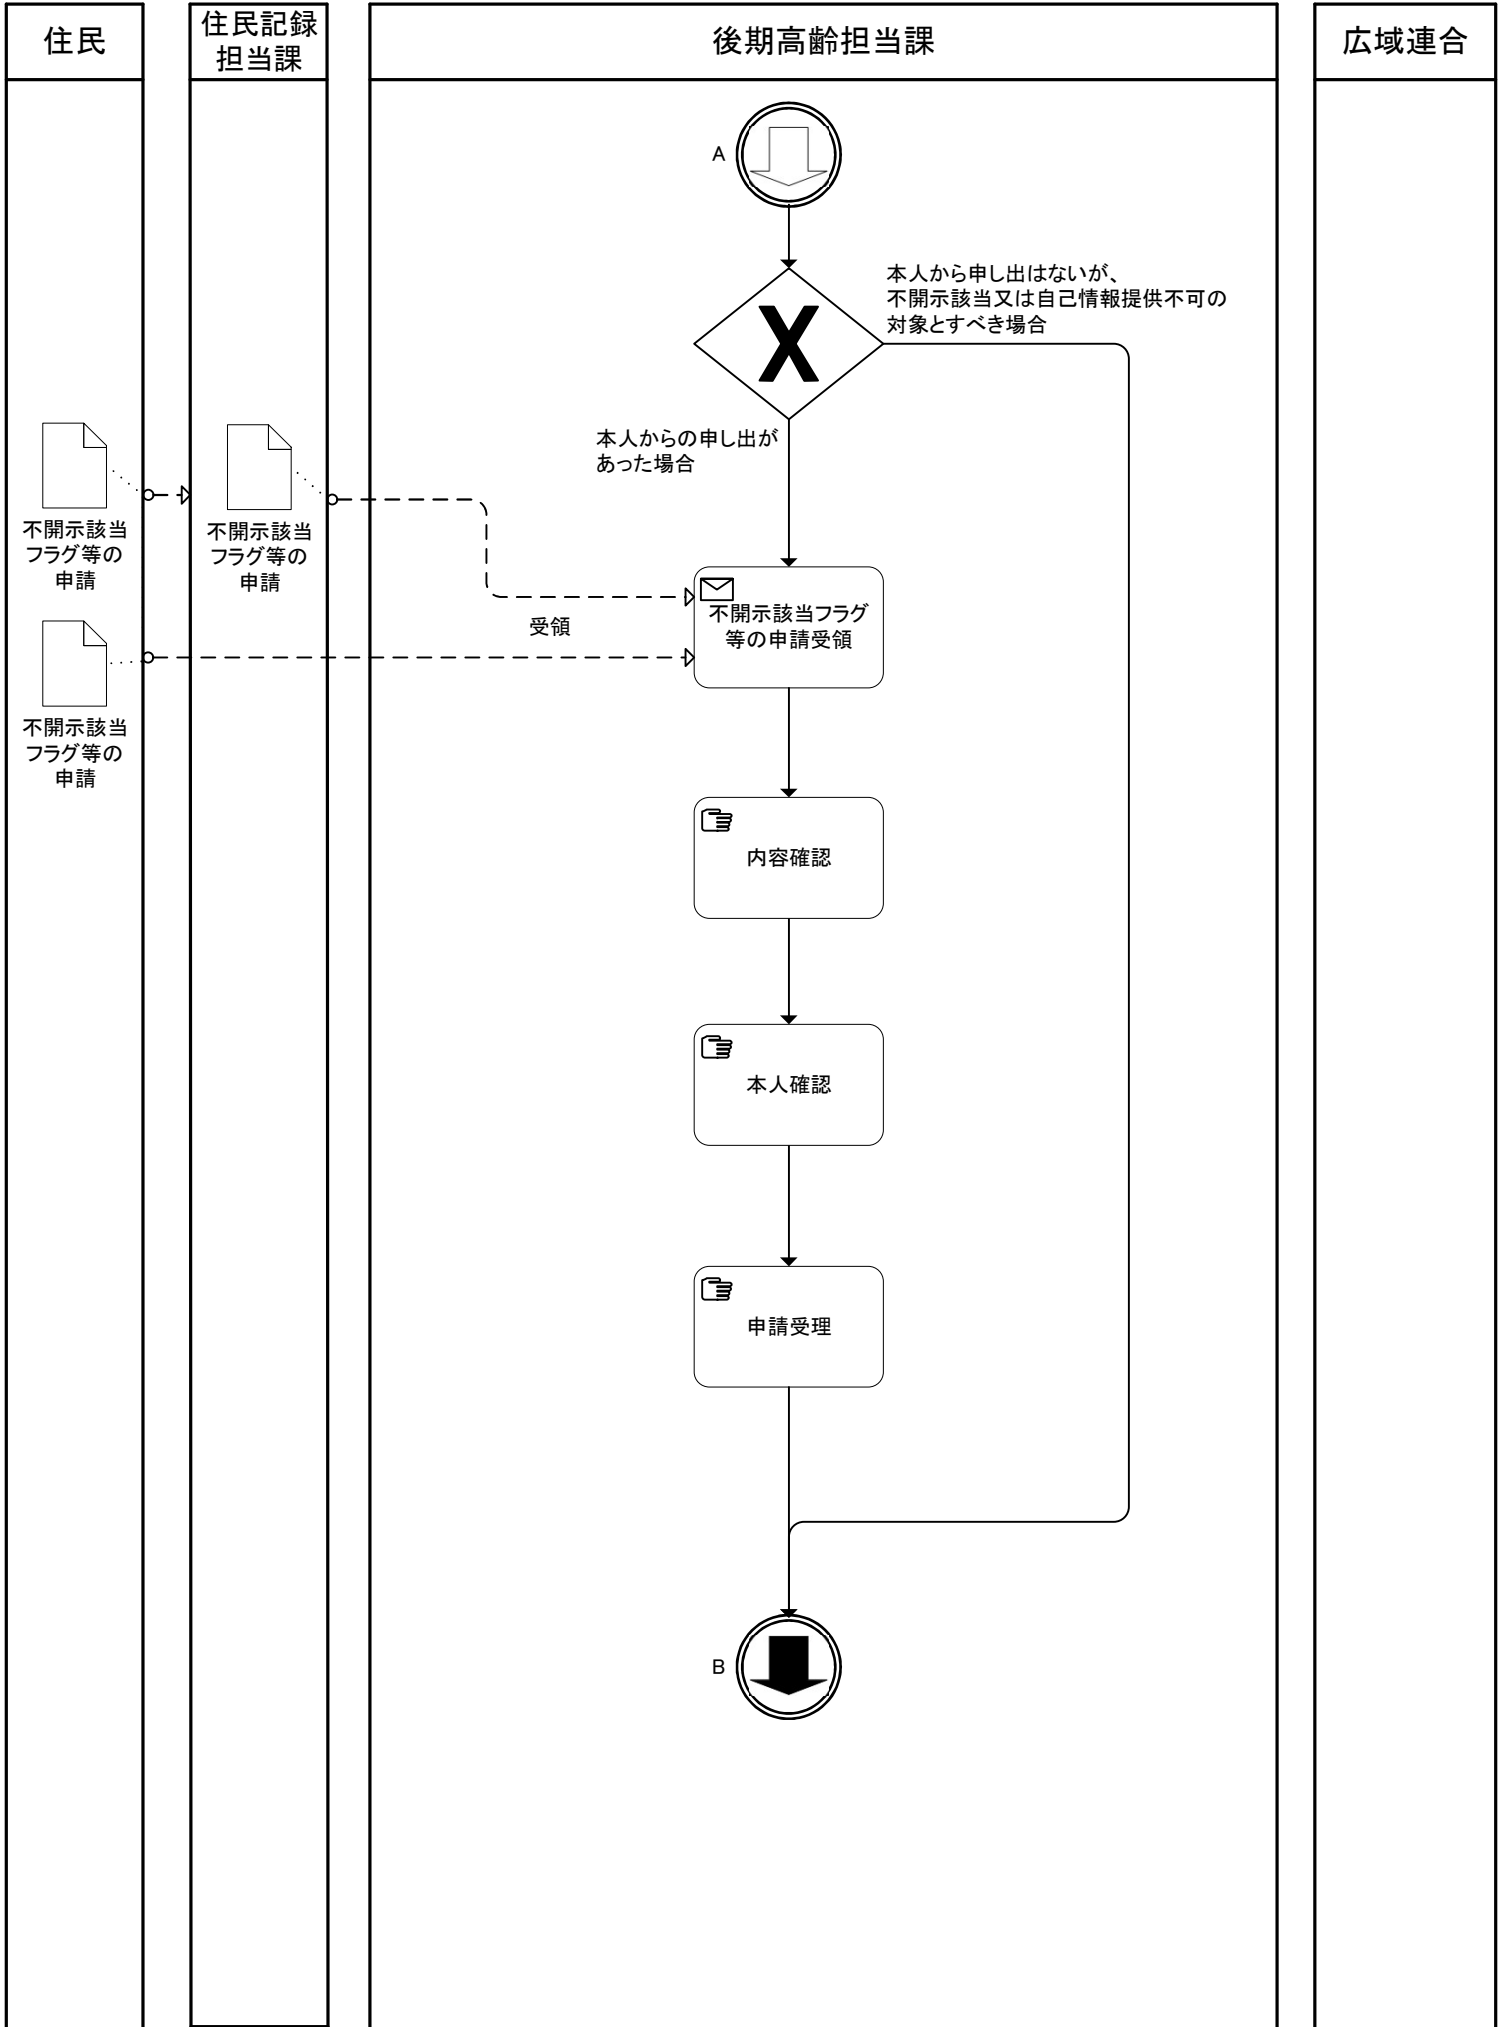 住民
住民記録
担当課
後期高齢担当課
広域連合
A
本人から申し出はないが、
不開示該当又は自己情報提供不可の
対象とすべき場合
本人からの申し出が
あった場合
不開示該当
フラグ等の
申請
不開示該当
フラグ等の
申請
受領
不開示該当フラグ
等の申請受領
不開示該当
フラグ等の
申請
内容確認
本人確認
申請受理
B